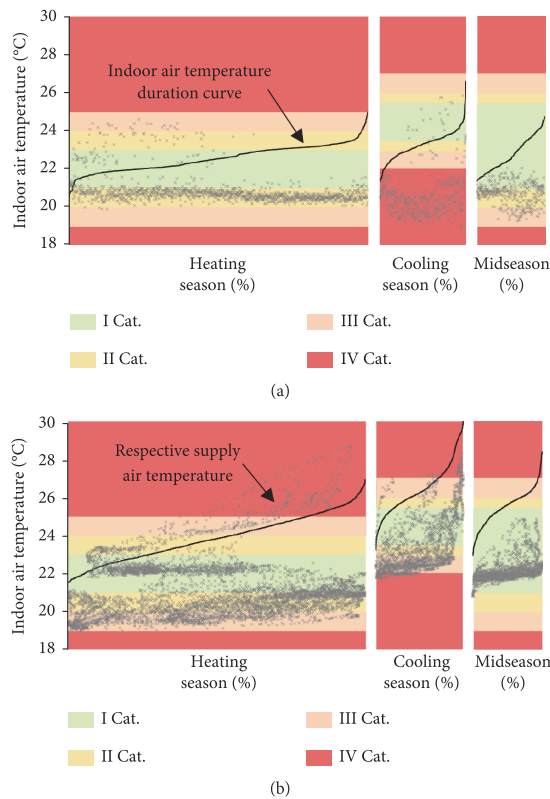 Indoor air temperature (°C)
30
28
26
24
22
20
18
Indoor air temperature
duration curve
Heating
season (%)
Cooling
season (%)
Midseason
(%)
I Cat.
III Cat.
II Cat.
IV Cat.
(a)
Indoor air temperature (°C)
30
28
26
24
22
20
18
Respective supply
air temperature
Heating
season (%)
Cooling
season (%)
Midseason
(%)
I Cat.
III Cat.
II Cat.
IV Cat.
(b)